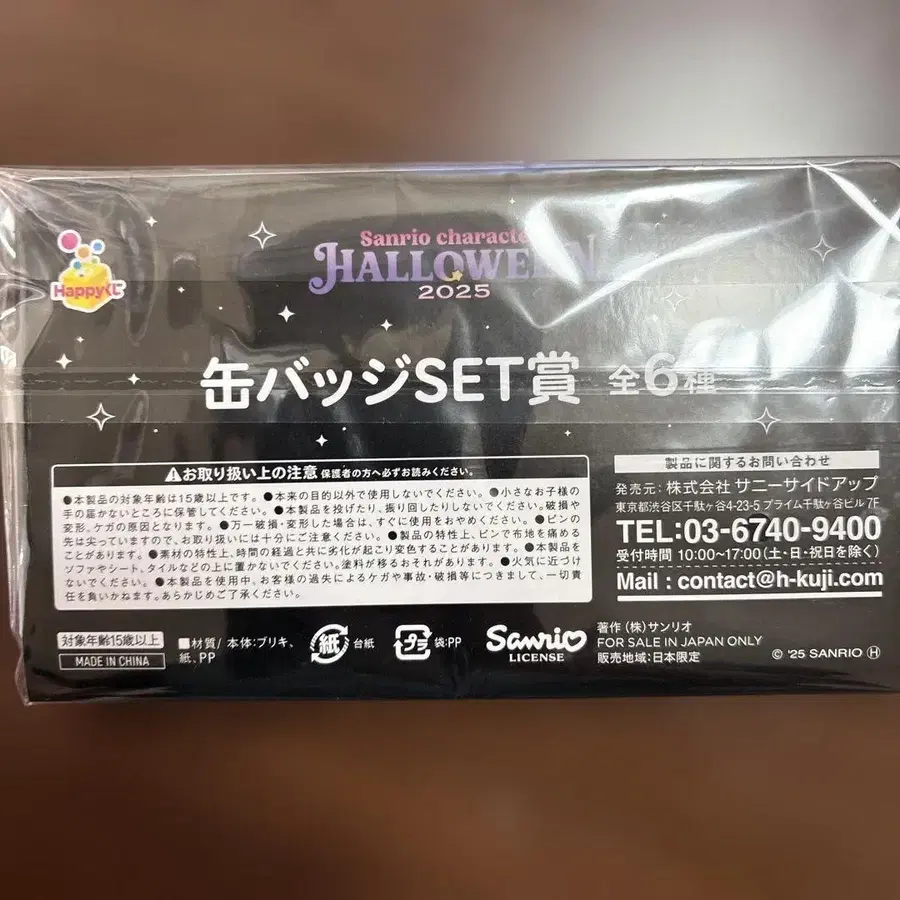 Happyくじ
Sanrio characte
HALLOWEEN
2025
缶バッジSET賞 全6種
お取り扱い上の注意 保護者の方へ必ずお読みください。
●本製品の対象年齢は15歳以上です。●本来の目的以外で使用しないでください。●小さなお子様の
手の届かないところに保管してください。●本製品を投げたり、振り回したりしないでください。破損や
変形、ケガの原因となります。●万一破損・変形した場合は、すぐに使用をおやめください。●ピンの
先は尖っていますので、お取り扱いには十分にご注意ください。●製品の特性上、ピンで布地を痛める
ことがあります。●素材の特性上、時間の経過と共に劣化が起こり変色することがあります。●本製品を
ソファやシート、タイルなどの上に置かないでください。塗料が移るおそれがあります。●火気に近づけ
ないでください。●本製品を使用中、お客様の過失によるケガや事故・破損等につきまして、一切責
任を負いかねます。あらかじめご了承ください。
製品に関するお問い合わせ
発売元：株式会社 サニーサイドアップ
東京都渋谷区千駄ヶ谷4-23-5 プライム千駄ヶ谷ビル 7F
TEL:03-6740-9400
受付時間 10:00~17:00(土・日・祝日を除く)
Mail : contact@h-kuji.com
対象年齢15歳以上
MADE IN CHINA
■材質/本体:ブリキ、
紙、PP
紙 台紙
プラ 袋:PP
Sanrio
LICENSE
著作 (株)サンリオ
FOR SALE IN JAPAN ONLY
販売地域:日本限定
© '25 SANRIO Ⓗ